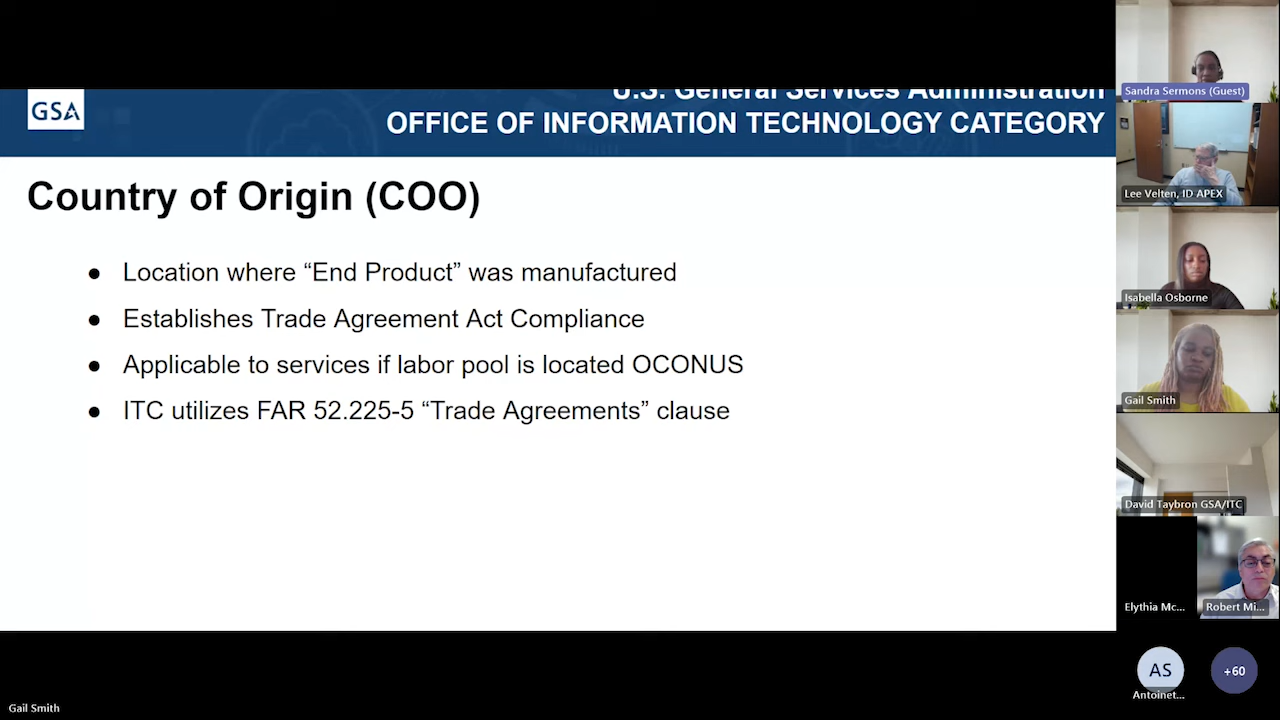 U.S. General Services Administration
GSA
OFFICE OF INFORMATION TECHNOLOGY CATEGORY
Country of Origin (COO)
● Location where “End Product” was manufactured
● Establishes Trade Agreement Act Compliance
● Applicable to services if labor pool is located OCONUS
● ITC utilizes FAR 52.225-5 “Trade Agreements” clause
Sandra Sermons (Guest)
Lee Velten, ID APEX
Isabella Osborne
Gail Smith
David Taybron GSA/ITC
Elythia Mc...
Robert Mi...
AS
Antoinet...
+60
Gail Smith